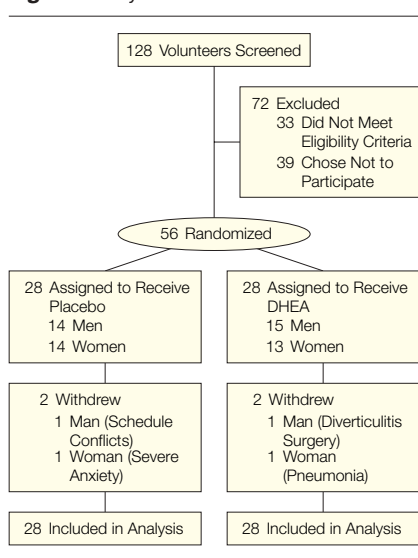 128 Volunteers Screened
72 Excluded
33 Did Not Meet
Eligibility Criteria
39 Chose Not to
Participate
56 Randomized
28 Assigned to Receive
Placebo
14 Men
14 Women
28 Assigned to Receive
DHEA
15 Men
13 Women
2 Withdrew
1 Man (Schedule
Conflicts)
1 Woman (Severe
Anxiety)
2 Withdrew
1 Man (Diverticulitis
Surgery)
1 Woman
(Pneumonia)
28 Included in Analysis
28 Included in Analysis